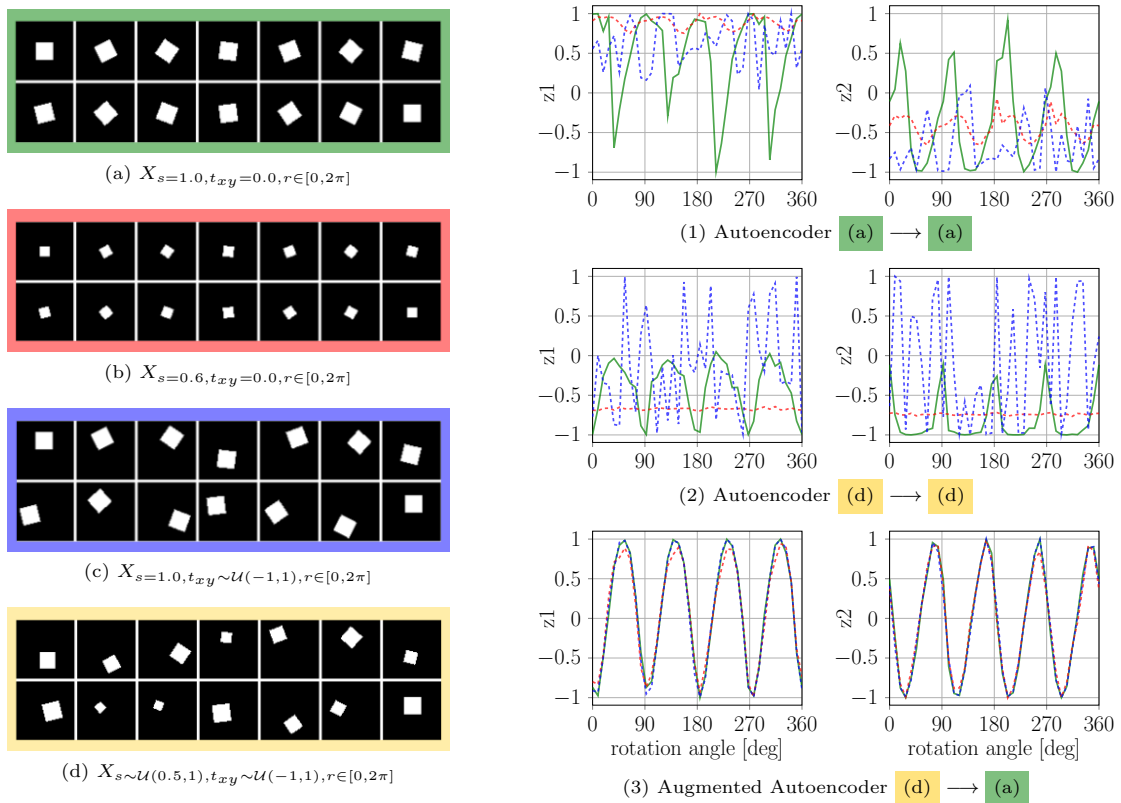 (a) X_{s=1.0, t_{xy}=0.0, r∈[0,2π]}
(b) X_{s=0.6, t_{xy}=0.0, r∈[0,2π]}
(c) X_{s=1.0, t_{xy}∼𝒰(−1,1), r∈[0,2π]}
(d) X_{s∼𝒰(0.5,1), t_{xy}∼𝒰(−1,1), r∈[0,2π]}
1
0.5
0
−0.5
−1
z1
0 90 180 270 360
1
0.5
0
−0.5
−1
z2
0 90 180 270 360
(1) Autoencoder (a) ⟶ (a)
1
0.5
0
−0.5
−1
z1
0 90 180 270 360
1
0.5
0
−0.5
−1
z2
0 90 180 270 360
(2) Autoencoder (d) ⟶ (d)
1
0.5
0
−0.5
−1
z1
0 90 180 270 360
rotation angle [deg]
1
0.5
0
−0.5
−1
z2
0 90 180 270 360
rotation angle [deg]
(3) Augmented Autoencoder (d) ⟶ (a)